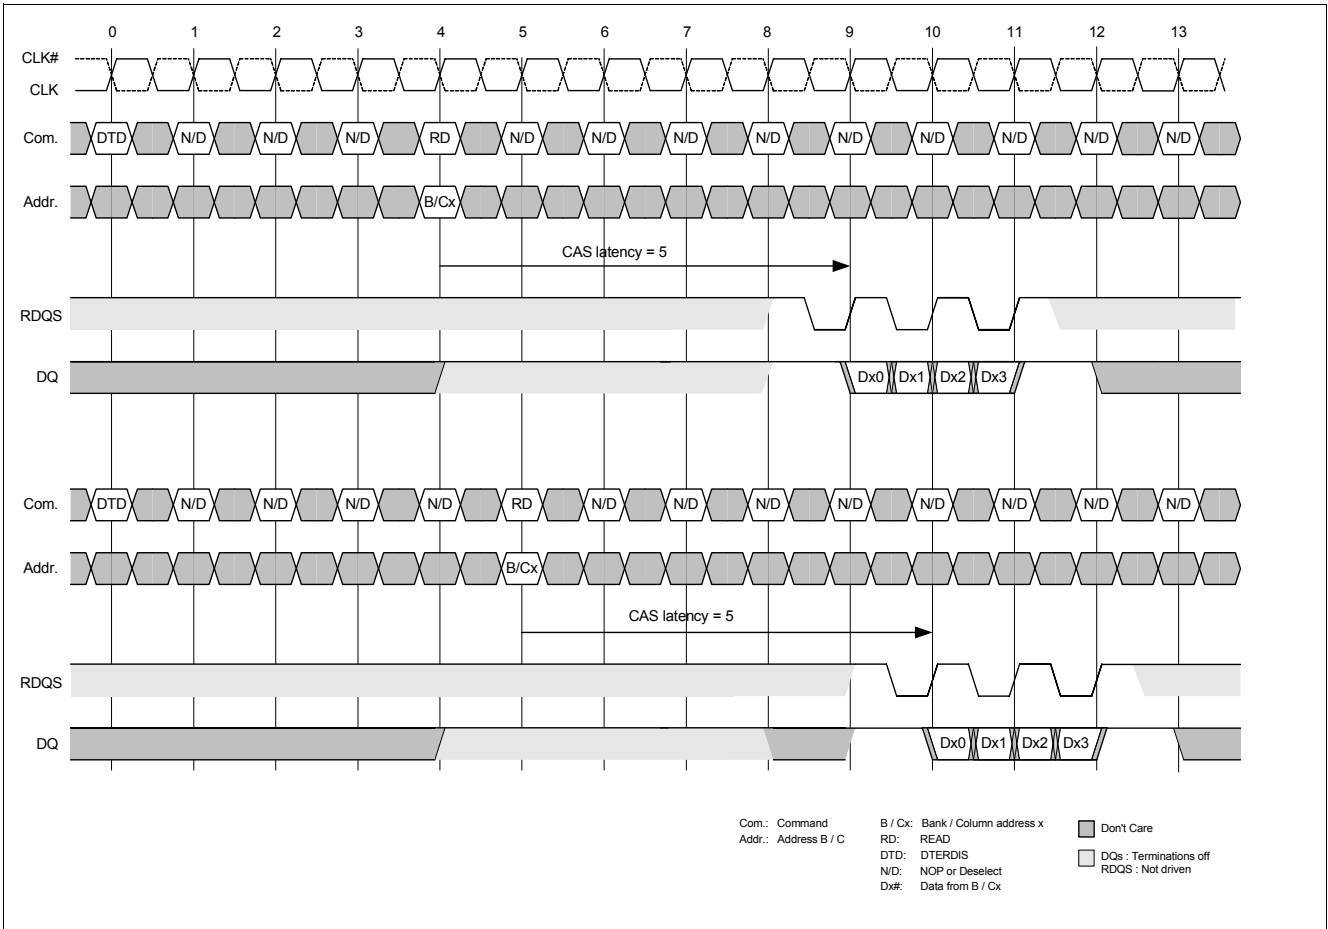 0 1 2 3 4 5 6 7 8 9 10 11 12 13
CLK#
CLK
Com. DTD N/D N/D N/D RD N/D N/D N/D N/D N/D N/D N/D N/D N/D
Addr. B/Cx
CAS latency = 5
RDQS
DQ Dx0 Dx1 Dx2 Dx3
Com. DTD N/D N/D N/D N/D RD N/D N/D N/D N/D N/D N/D N/D N/D
Addr. B/Cx
CAS latency = 5
RDQS
DQ Dx0 Dx1 Dx2 Dx3
Com.: Command
Addr.: Address B / C
B / Cx: Bank / Column address x
RD: READ
DTD: DTERDIS
N/D: NOP or Deselect
Dx#: Data from B / Cx
Don't Care
DQs : Terminations off
RDQS : Not driven